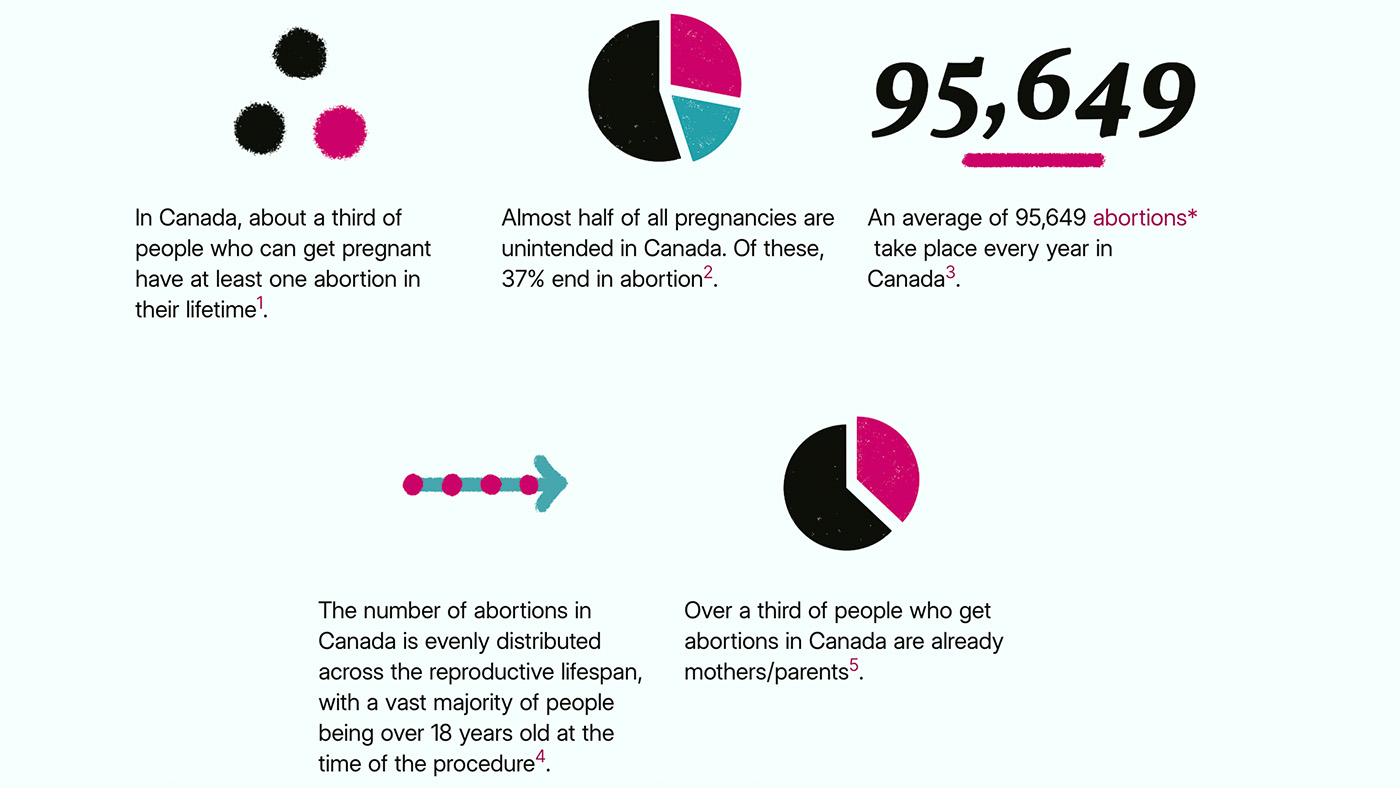 95,649
In Canada, about a third of
people who can get pregnant
have at least one abortion in
their lifetime1.
Almost half of all pregnancies are
unintended in Canada. Of these,
37% end in abortion2.
An average of 95,649 abortions*
take place every year in
Canada3.
The number of abortions in
Canada is evenly distributed
across the reproductive lifespan,
with a vast majority of people
being over 18 years old at the
time of the procedure4.
Over a third of people who get
abortions in Canada are already
mothers/parents5.